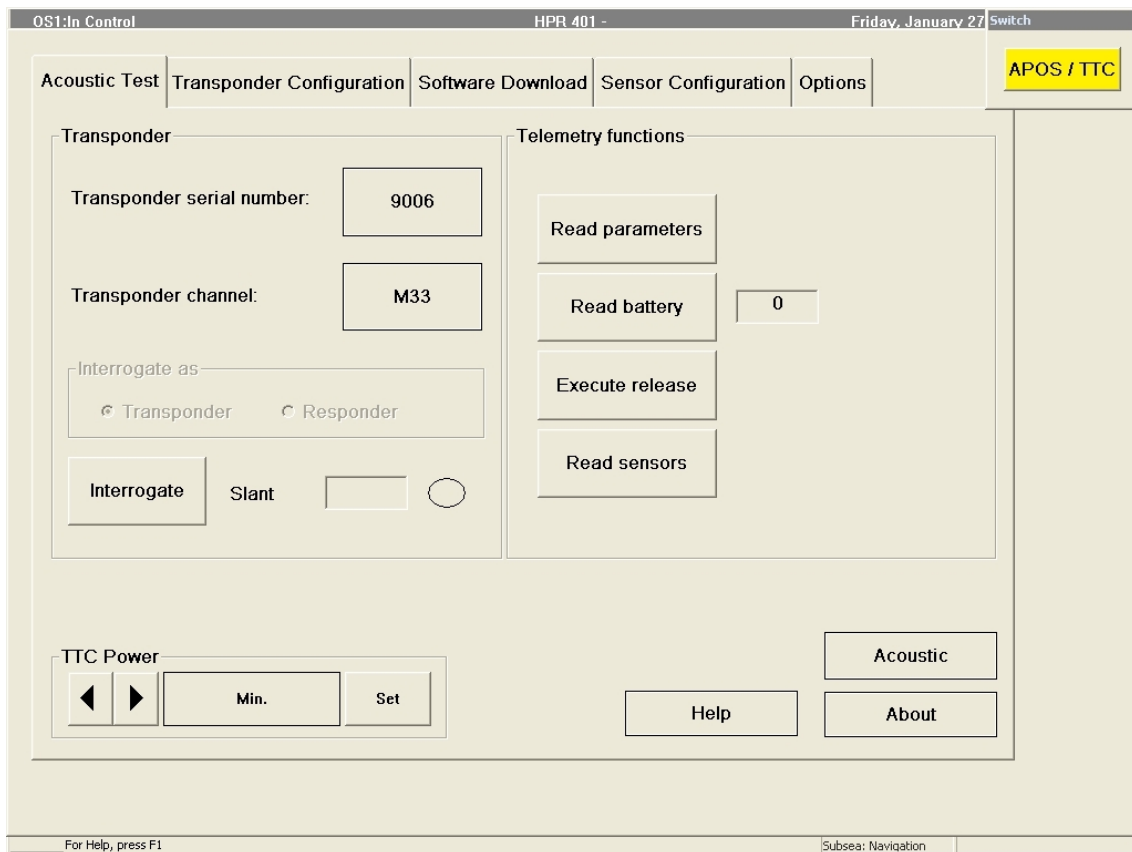 OS1:In Control HPR 401 - Friday, January 27 Switch
APOS / TTC
Acoustic Test Transponder Configuration Software Download Sensor Configuration Options
Transponder
Transponder serial number: 9006
Transponder channel: M33
Interrogate as
Transponder Responder
Interrogate Slant
Telemetry functions
Read parameters
Read battery 0
Execute release
Read sensors
TTC Power
Min. Set
Acoustic
Help About
For Help, press F1 Subsea: Navigation